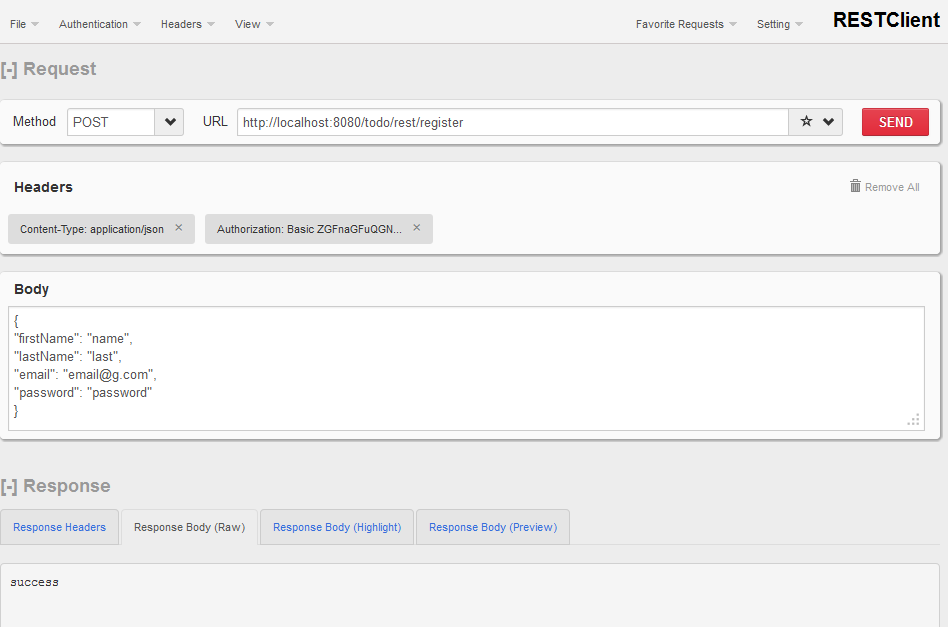 File Authentication Headers View Favorite Requests Setting RESTClient
[-] Request
Method POST URL http://localhost:8080/todo/rest/register SEND
Headers Remove All
Content-Type: application/json × Authorization: Basic ZGFnaGFuQGN... ×
Body
{
"firstName": "name",
"lastName": "last",
"email": "email@g.com",
"password": "password"
}
[-] Response
Response Headers Response Body (Raw) Response Body (Highlight) Response Body (Preview)
success